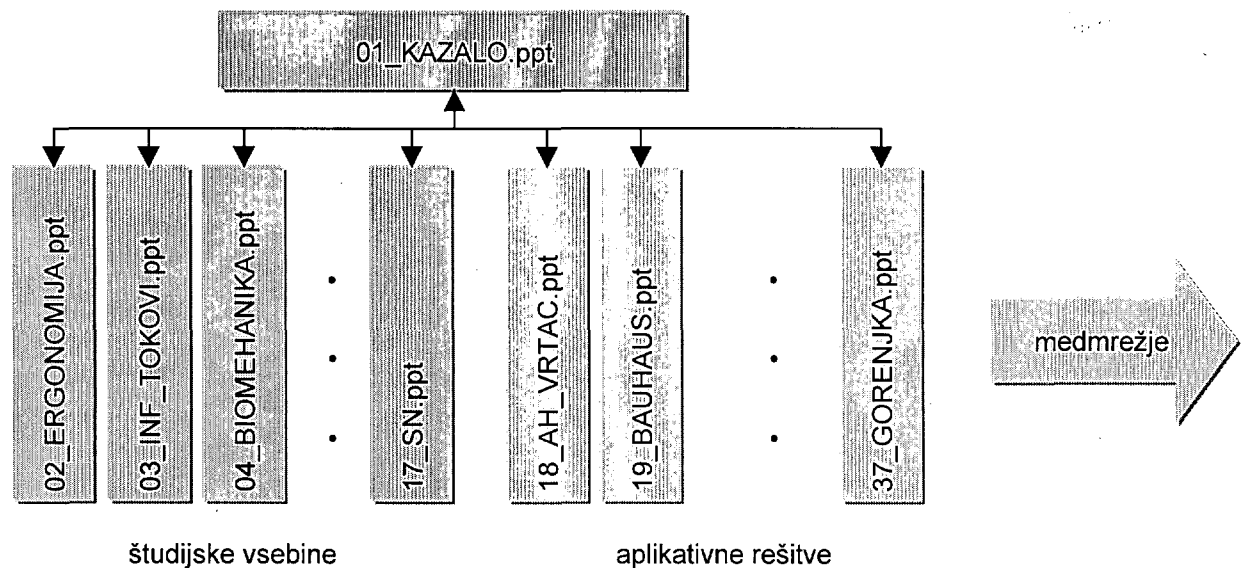 01_KAZALO.ppt
02_ERGONOMIJA.ppt
03_INF_TOKOVI.ppt
04_BIOMEHANIKA.ppt
17_SN.ppt
18_AH_VRTAC.ppt
19_BAUHAUS.ppt
37_GORENJKA.ppt
medmrežje
študijske vsebine
aplikativne rešitve